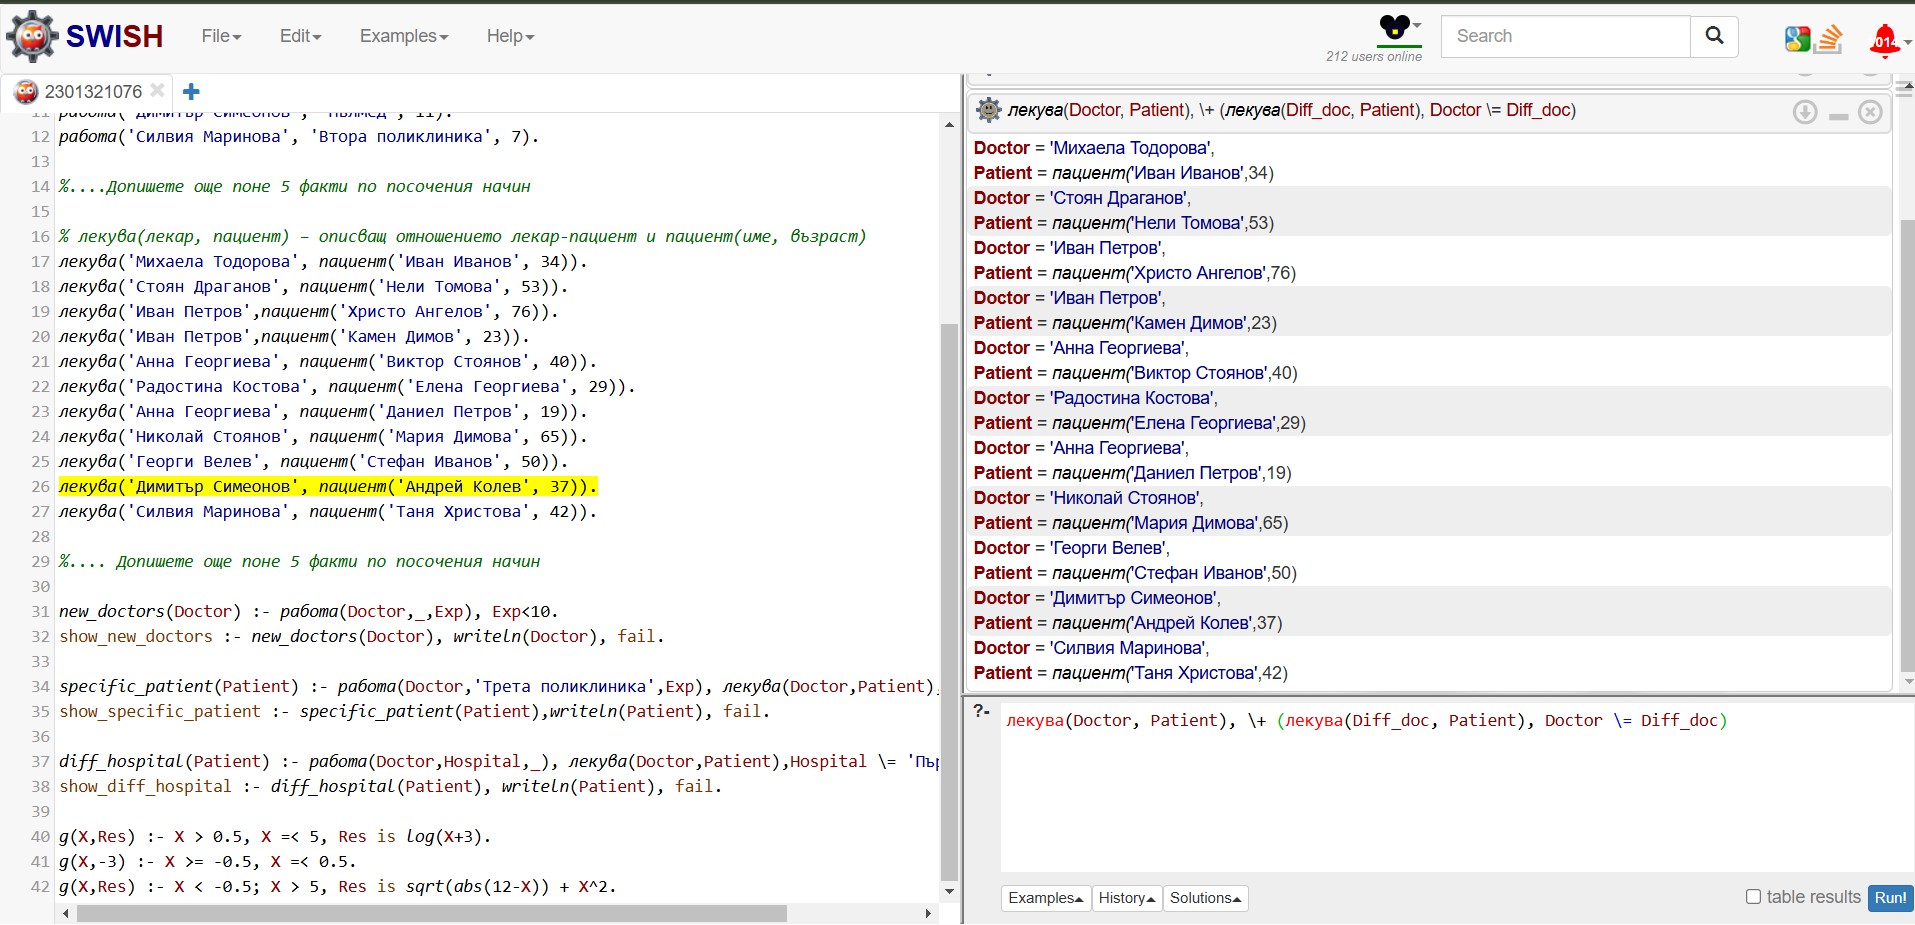 SWISH File Edit Examples Help 212 users online Search
2301321076
11 работа('Димитър Симеонов', 'Пълмед', 11).
12 работа('Силвия Маринова', 'Втора поликлиника', 7).
13
14 %....Допишете още поне 5 факти по посочения начин
15
16 % лекува(лекар, пациент) – описващ отношението лекар-пациент и пациент(име, възраст)
17 лекува('Михаела Тодорова', пациент('Иван Иванов', 34)).
18 лекува('Стоян Драганов', пациент('Нели Томова', 53)).
19 лекува('Иван Петров',пациент('Христо Ангелов', 76)).
20 лекува('Иван Петров',пациент('Камен Димов', 23)).
21 лекува('Анна Георгиева', пациент('Виктор Стоянов', 40)).
22 лекува('Радостина Костова', пациент('Елена Георгиева', 29)).
23 лекува('Анна Георгиева', пациент('Даниел Петров', 19)).
24 лекува('Николай Стоянов', пациент('Мария Димова', 65)).
25 лекува('Георги Велев', пациент('Стефан Иванов', 50)).
26 лекува('Димитър Симеонов', пациент('Андрей Колев', 37)).
27 лекува('Силвия Маринова', пациент('Таня Христова', 42)).
28
29 %.... Допишете още поне 5 факти по посочения начин
30
31 new_doctors(Doctor) :- работа(Doctor,_,Exp), Exp<10.
32 show_new_doctors :- new_doctors(Doctor), writeln(Doctor), fail.
33
34 specific_patient(Patient) :- работа(Doctor,'Трета поликлиника',Exp), лекува(Doctor,Patient),
35 show_specific_patient :- specific_patient(Patient),writeln(Patient), fail.
36
37 diff_hospital(Patient) :- работа(Doctor,Hospital,_), лекува(Doctor,Patient),Hospital \= 'Пър
38 show_diff_hospital :- diff_hospital(Patient), writeln(Patient), fail.
39
40 g(X,Res) :- X > 0.5, X =< 5, Res is log(X+3).
41 g(X,-3) :- X >= -0.5, X =< 0.5.
42 g(X,Res) :- X < -0.5; X > 5, Res is sqrt(abs(12-X)) + X^2.
лекува(Doctor, Patient), \+ (лекува(Diff_doc, Patient), Doctor \= Diff_doc)
Doctor = 'Михаела Тодорова',
Patient = пациент('Иван Иванов',34)
Doctor = 'Стоян Драганов',
Patient = пациент('Нели Томова',53)
Doctor = 'Иван Петров',
Patient = пациент('Христо Ангелов',76)
Doctor = 'Иван Петров',
Patient = пациент('Камен Димов',23)
Doctor = 'Анна Георгиева',
Patient = пациент('Виктор Стоянов',40)
Doctor = 'Радостина Костова',
Patient = пациент('Елена Георгиева',29)
Doctor = 'Анна Георгиева',
Patient = пациент('Даниел Петров',19)
Doctor = 'Николай Стоянов',
Patient = пациент('Мария Димова',65)
Doctor = 'Георги Велев',
Patient = пациент('Стефан Иванов',50)
Doctor = 'Димитър Симеонов',
Patient = пациент('Андрей Колев',37)
Doctor = 'Силвия Маринова',
Patient = пациент('Таня Христова',42)
?- лекува(Doctor, Patient), \+ (лекува(Diff_doc, Patient), Doctor \= Diff_doc)
Examples History Solutions table results Run!